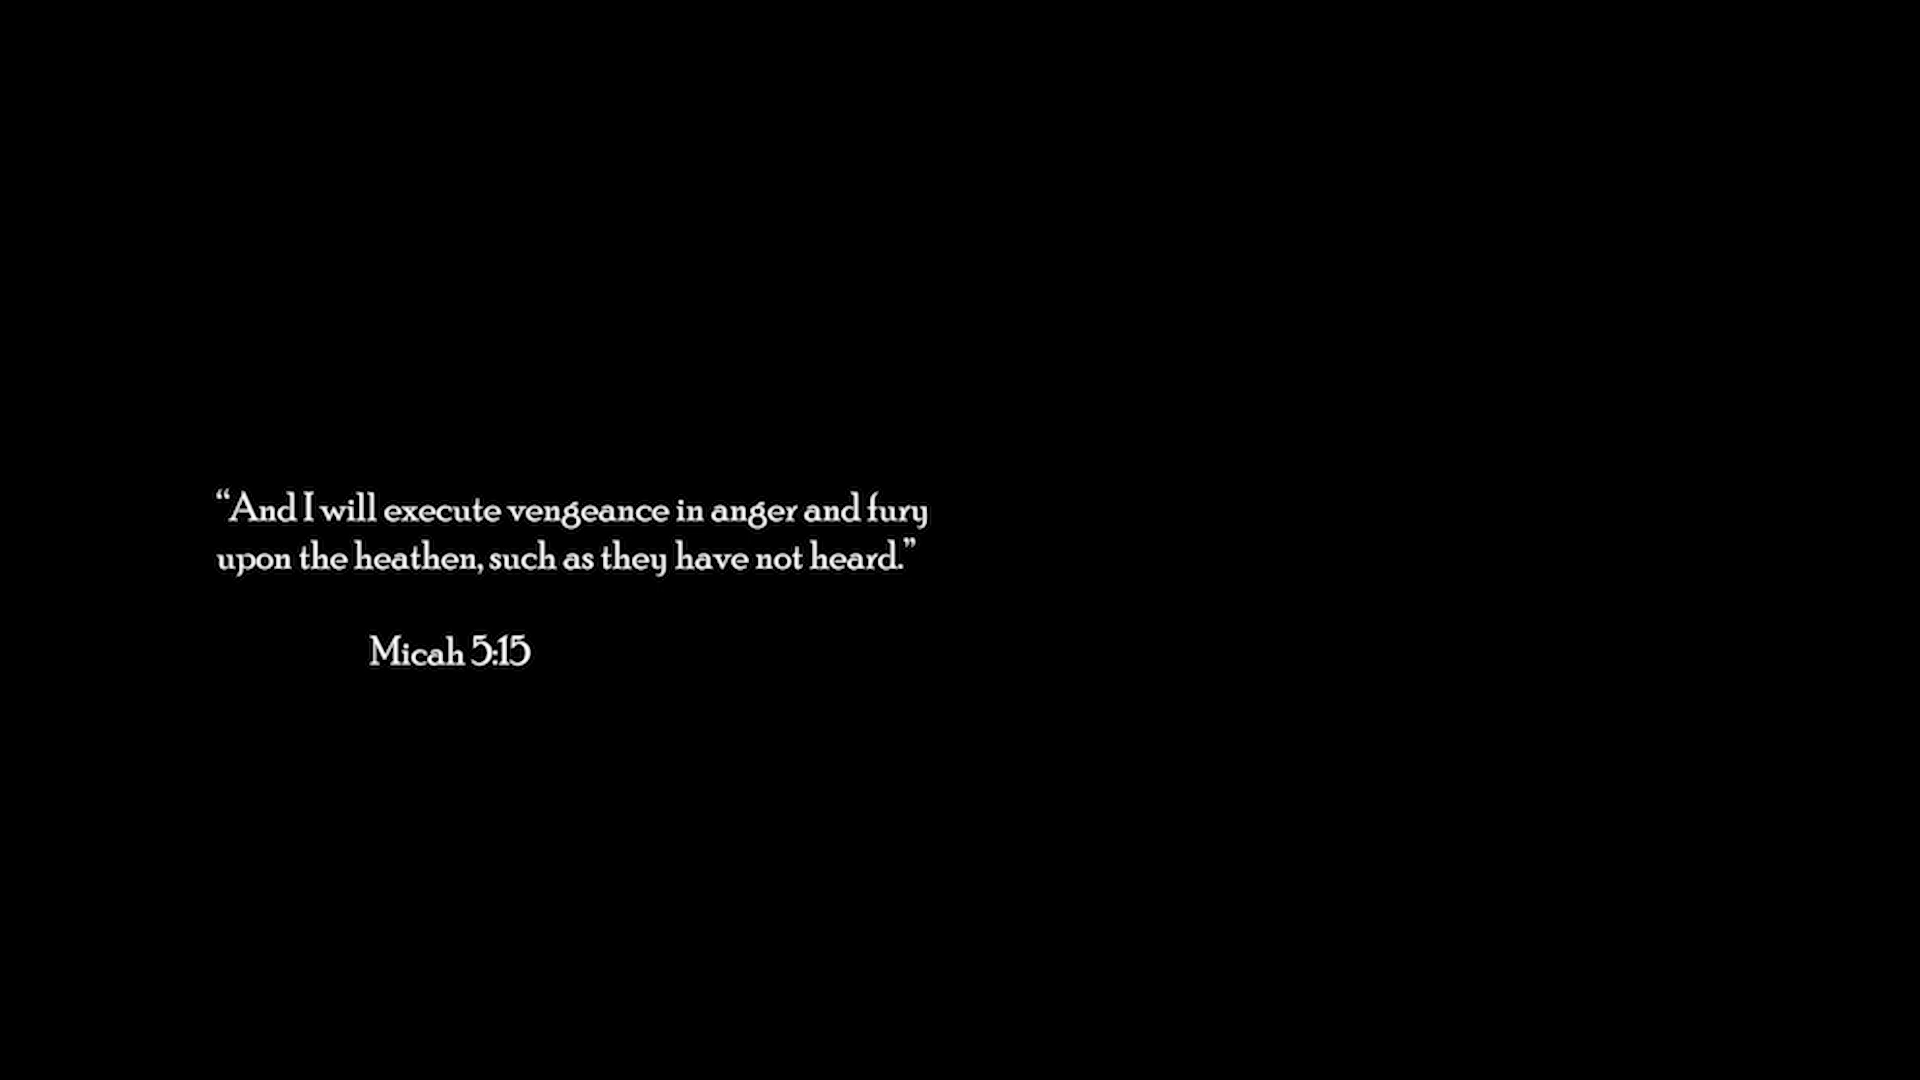 “And I will execute vengeance in anger and fury
upon the heathen, such as they have not heard.”
Micah 5:15